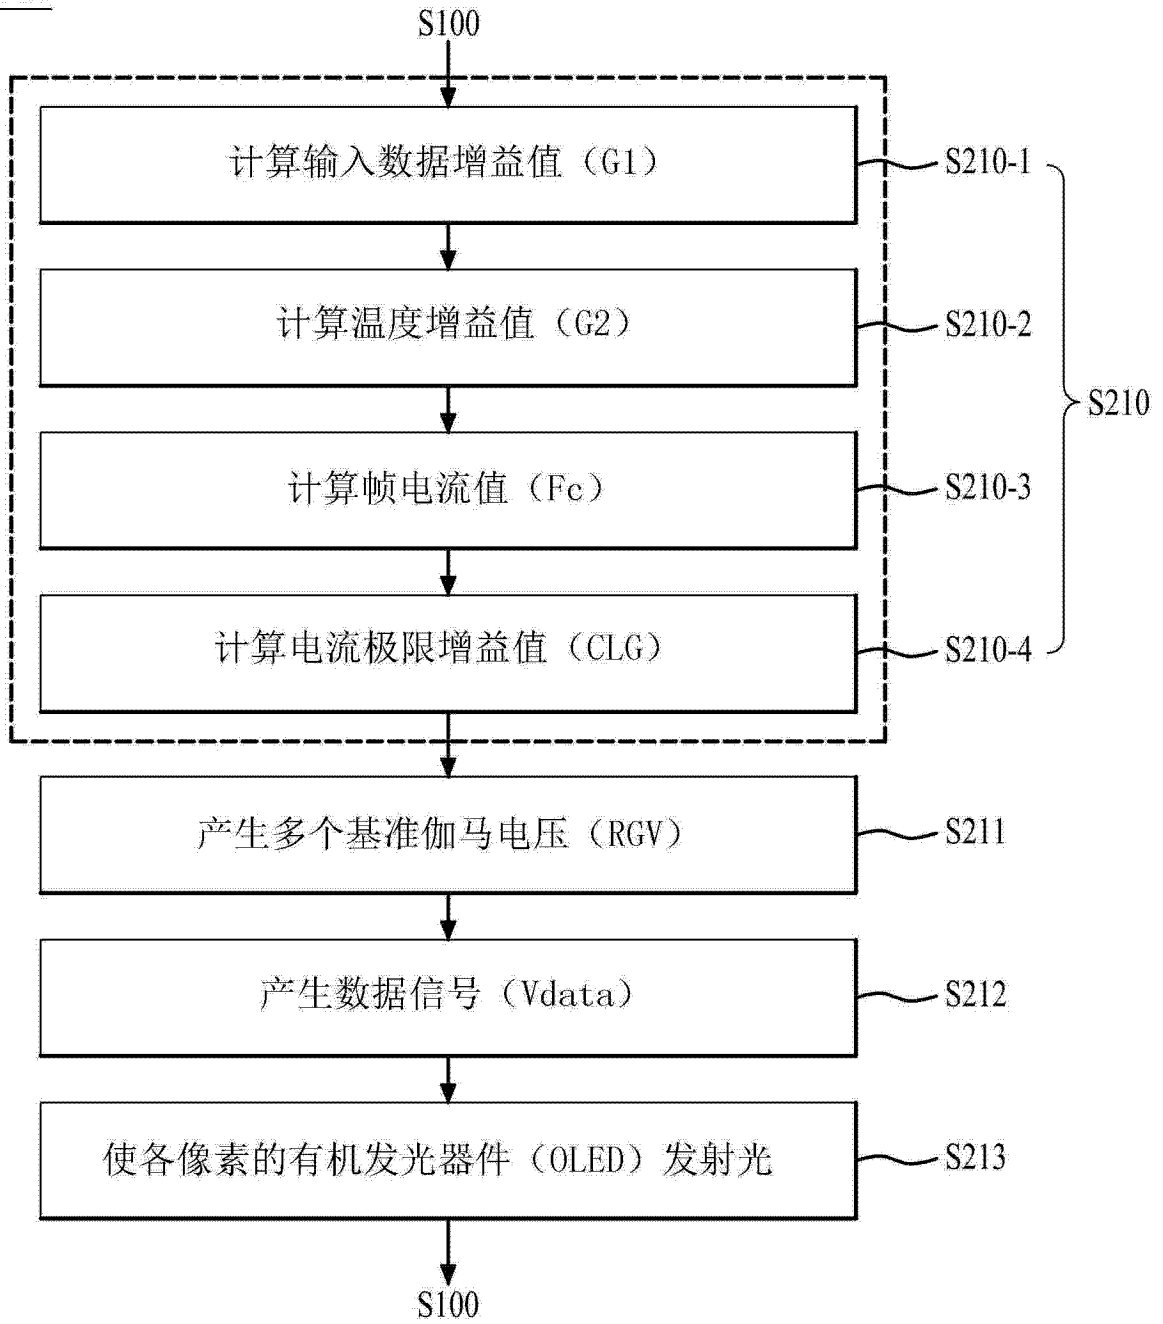 S100
计算输入数据增益值（G1）
S210-1
计算温度增益值（G2）
S210-2
S210
计算帧电流值（Fc）
S210-3
计算电流极限增益值（CLG）
S210-4
产生多个基准伽马电压（RGV）
S211
产生数据信号（Vdata）
S212
使各像素的有机发光器件（OLED）发射光
S213
S100